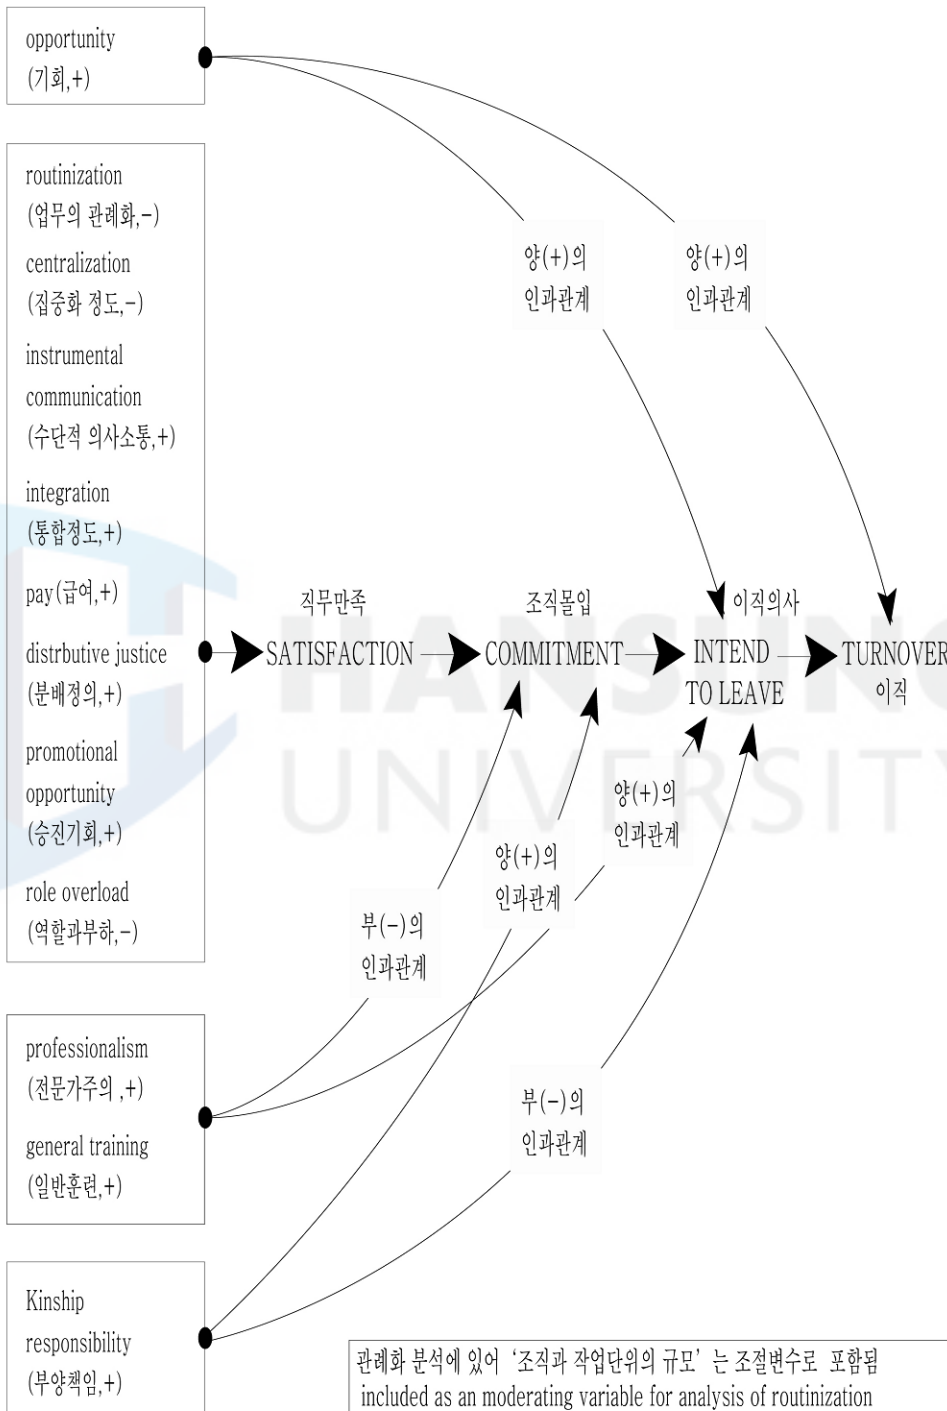 opportunity
(기회,+)
routinization
(업무의 관례화,-)
centralization
(집중화 정도,-)
instrumental
communication
(수단적 의사소통,+)
integration
(통합정도,+)
pay(급여,+)
distrbutive justice
(분배정의,+)
promotional
opportunity
(승진기회,+)
role overload
(역할과부하,-)
professionalism
(전문가주의 ,+)
general training
(일반훈련,+)
Kinship
responsibility
(부양책임,+)
양(+)의
인과관계
양(+)의
인과관계
직무만족
SATISFACTION
조직몰입
COMMITMENT
이직의사
INTEND
TO LEAVE
TURNOVER
이직
양(+)의
인과관계
양(+)의
인과관계
부(-)의
인과관계
부(-)의
인과관계
관례화 분석에 있어 '조직과 작업단위의 규모' 는 조절변수로 포함됨
included as an moderating variable for analysis of routinization
HANSUNG
UNIVERSITY